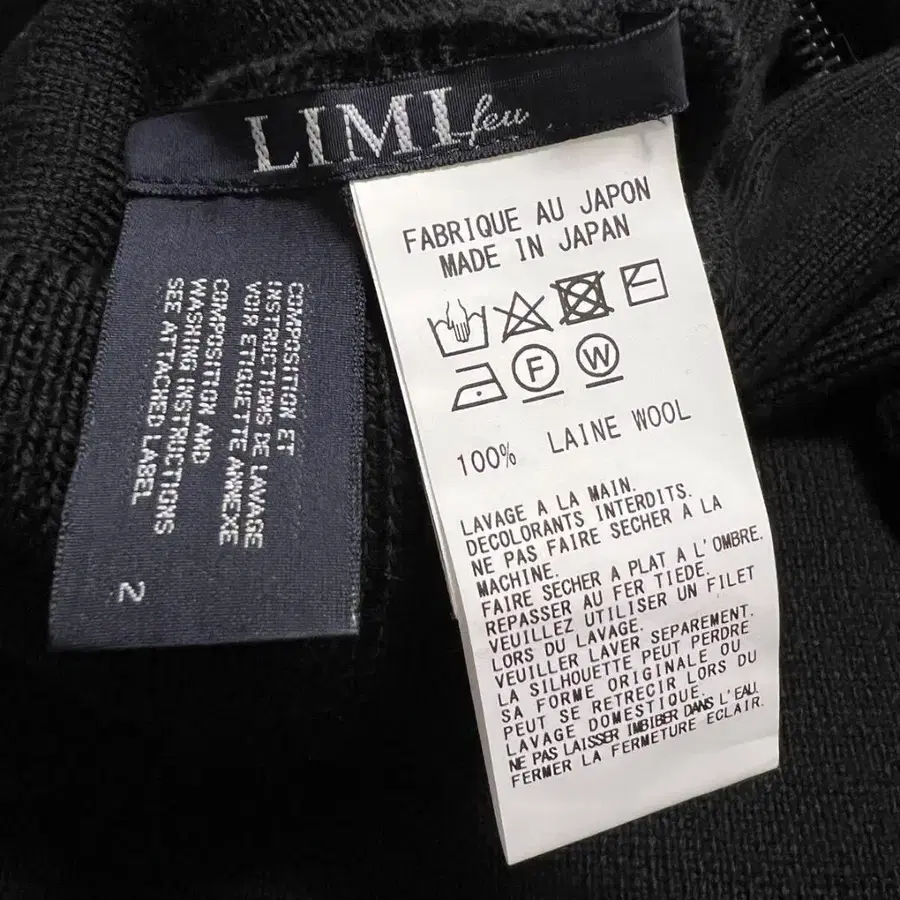 LIMI feu
COMPOSITION ET
INSTRUCTIONS DE LAVAGE
VOIR ETIQUETTE ANNEXE
COMPOSITION AND
WASHING INSTRUCTIONS
SEE ATTACHED LABEL
2
FABRIQUE AU JAPON
MADE IN JAPAN
F W
100% LAINE WOOL
LAVAGE A LA MAIN.
DECOLORANTS INTERDITS.
NE PAS FAIRE SECHER A LA
MACHINE.
FAIRE SECHER A PLAT A L'OMBRE.
REPASSER AU FER TIEDE.
VEUILLEZ UTILISER UN FILET
LORS DU LAVAGE.
VEUILLER LAVER SEPAREMENT.
LA SILHOUETTE PEUT PERDRE
SA FORME ORIGINALE OU
PEUT SE RETRECIR LORS DU
LAVAGE DOMESTIQUE.
NE PAS LAISSER IMBIBER DANS L'EAU.
FERMER LA FERMETURE ECLAIR.